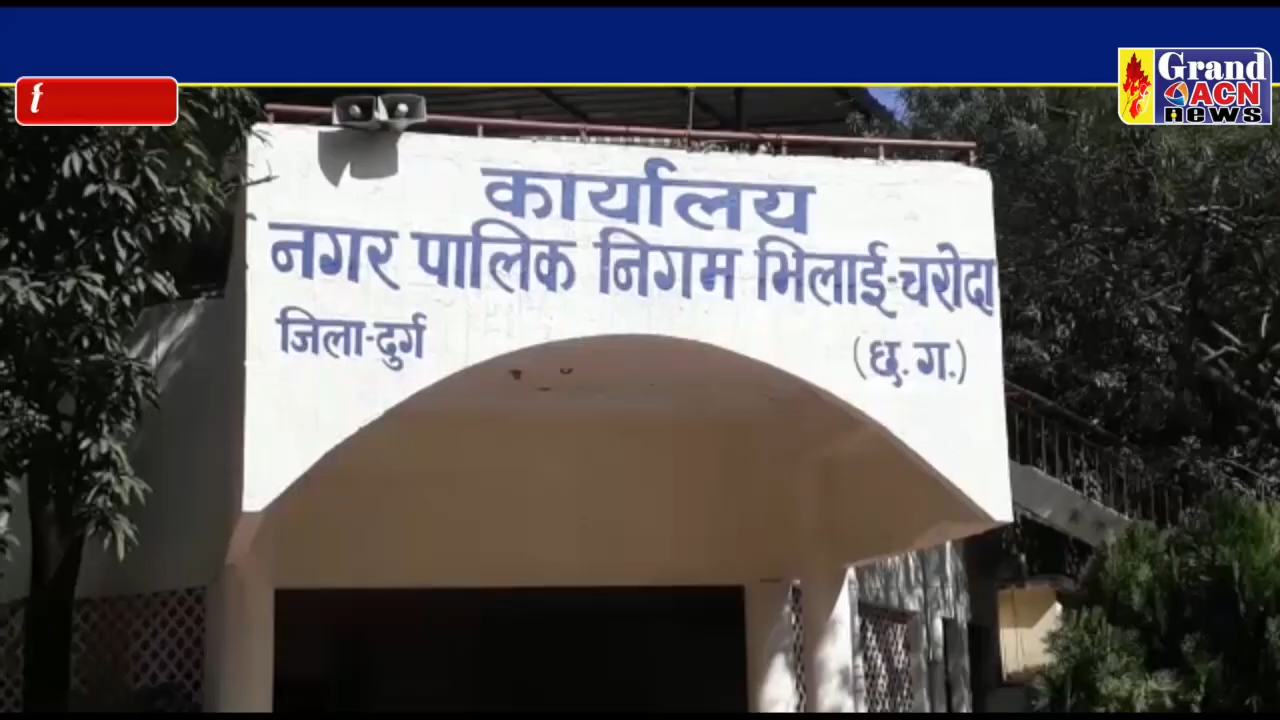 f
Grand
ACN
news
कार्यालय
नगर पालिक निगम भिलाई-चरोदा
जिला-दुर्ग
(छ.ग.)